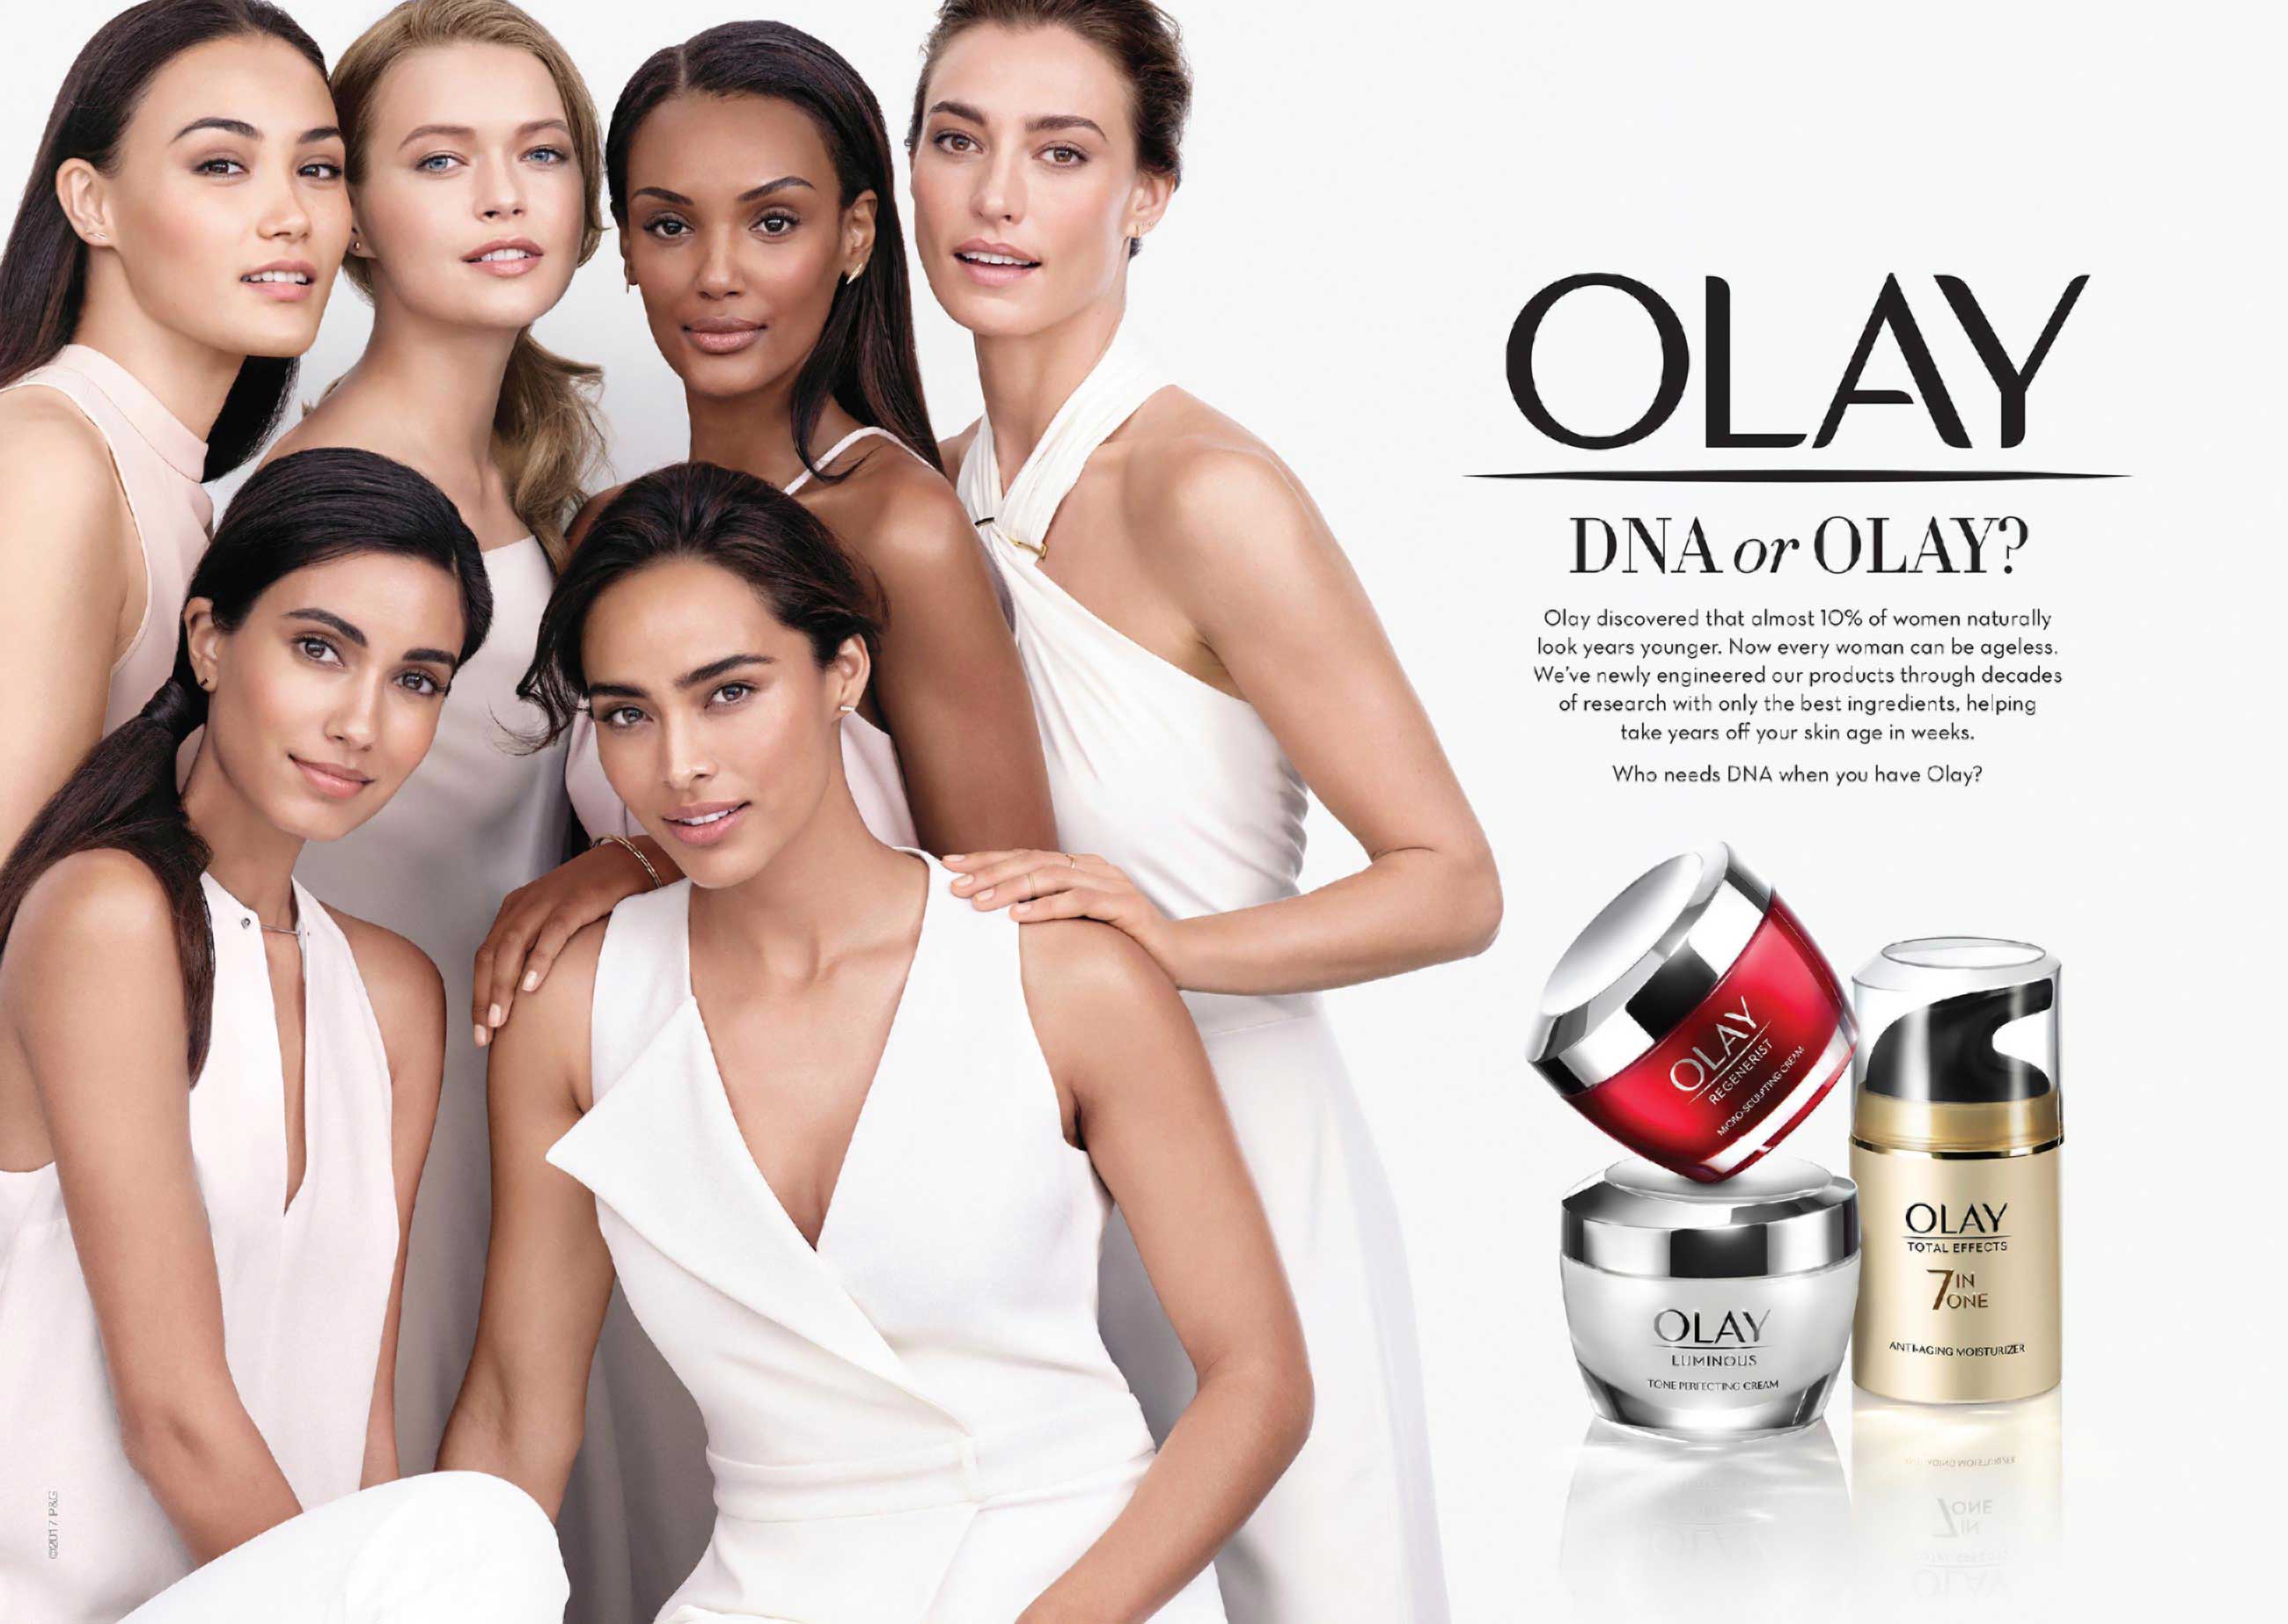 OLAY
DNA or OLAY?
Olay discovered that almost 10% of women naturally
look years younger. Now every woman can be ageless.
We've newly engineered our products through decades
of research with only the best ingredients, helping
take years off your skin age in weeks.
Who needs DNA when you have Olay?
OLAY
REGENERIST
MICRO-SCULPTING CREAM
OLAY
LUMINOUS
TONE PERFECTING CREAM
OLAY
TOTAL EFFECTS
7 IN
ONE
ANTI-AGING MOISTURIZER
©2017 P&G